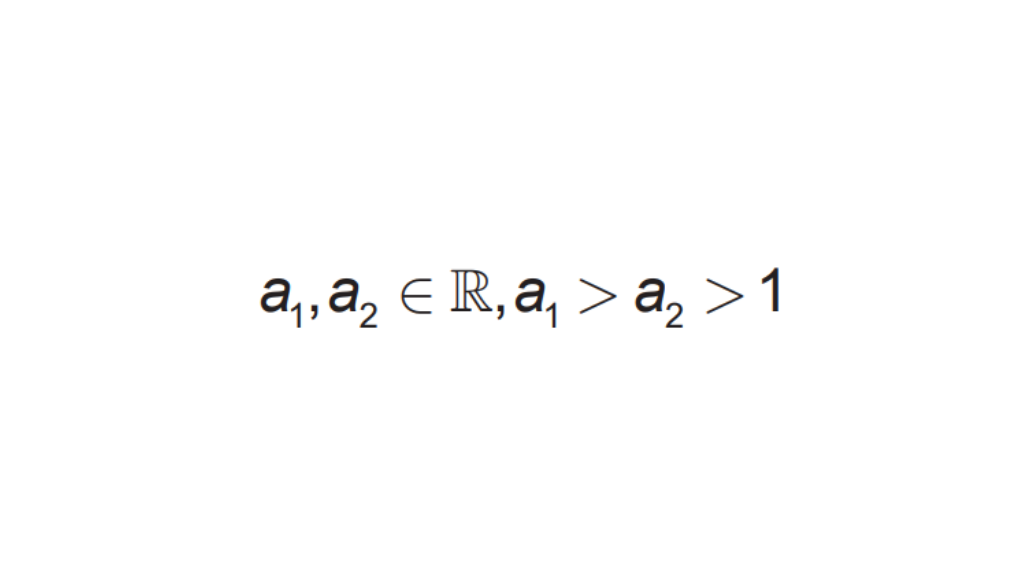 a₁, a₂ ∈ ℝ, a₁ > a₂ > 1